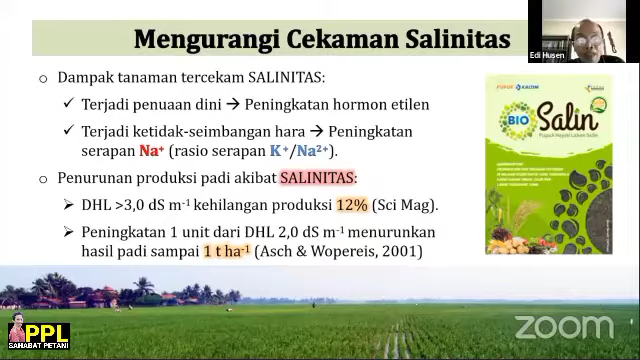 Mengurangi Cekaman Salinitas
Edi Husen
o Dampak tanaman tercekam SALINITAS:
✓ Terjadi penuaan dini → Peningkatan hormon etilen
✓ Terjadi ketidak-seimbangan hara → Peningkatan
serapan Na⁺ (rasio serapan K⁺/Na²⁺).
o Penurunan produksi padi akibat SALINITAS:
➢ DHL >3,0 dS m⁻¹ kehilangan produksi 12% (Sci Mag).
➢ Peningkatan 1 unit dari DHL 2,0 dS m⁻¹ menurunkan
hasil padi sampai 1 t ha⁻¹ (Asch & Wopereis, 2001)
PUPUK KALTIM
BIO Salin
Pupuk Hayati Lahan Salin
PPL
SAHABAT PETANI
zoom